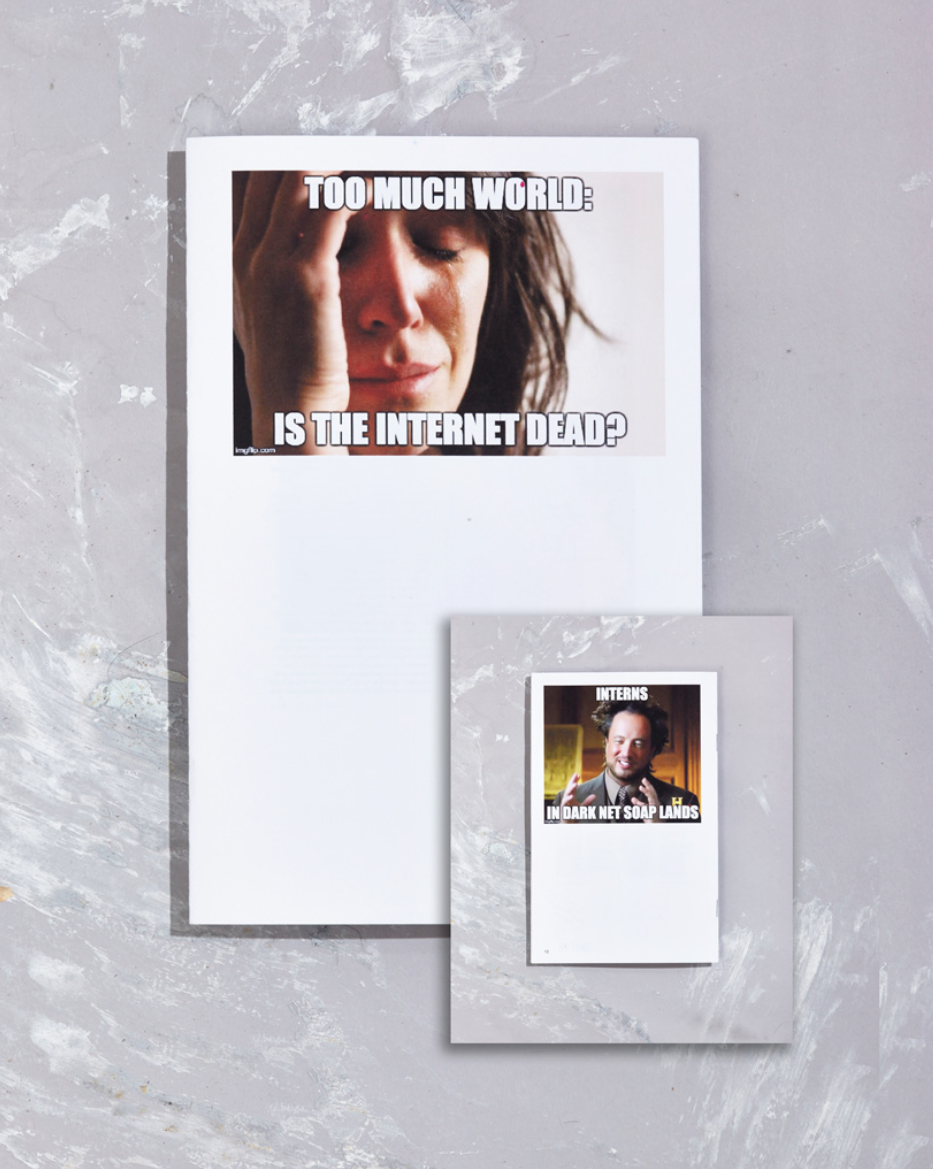 TOO MUCH WORLD:
IS THE INTERNET DEAD?
imgflip.com
INTERNS
H
IN DARK NET SOAP LANDS